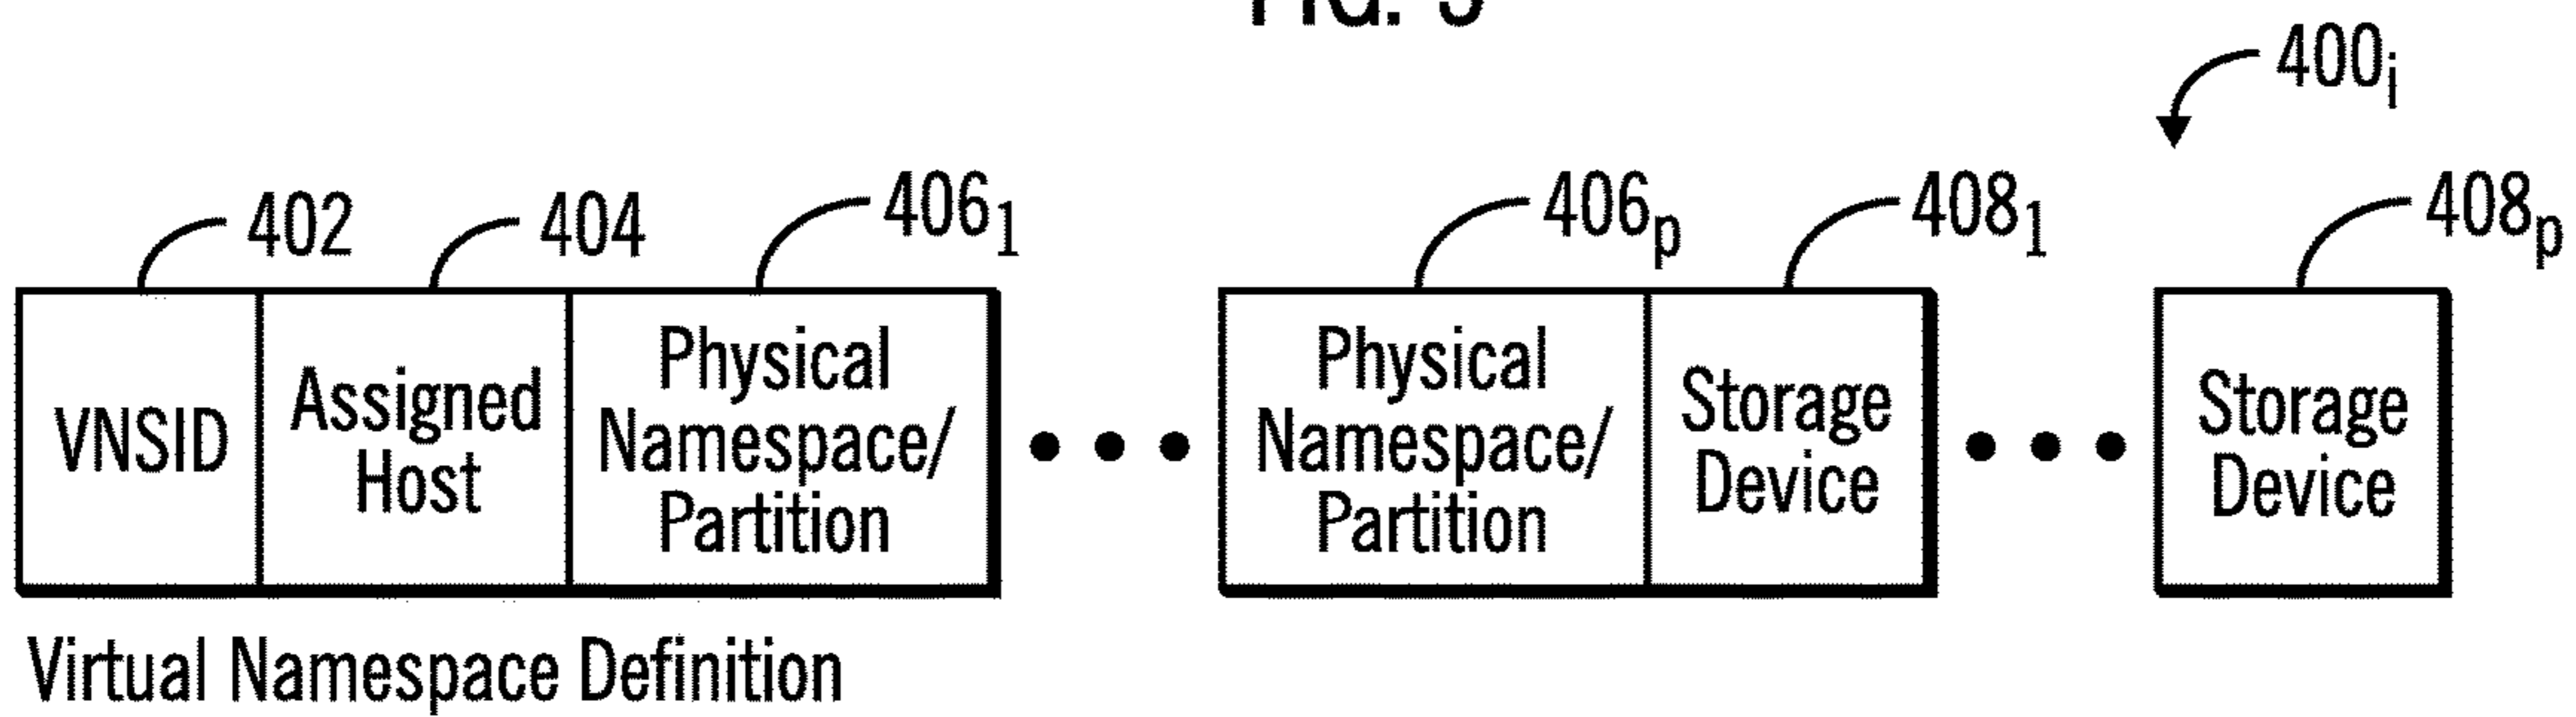 400i
402
404
4061
406p
4081
408p
VNSID
Assigned
Host
Physical
Namespace/
Partition
Physical
Namespace/
Partition
Storage
Device
Storage
Device
Virtual Namespace Definition